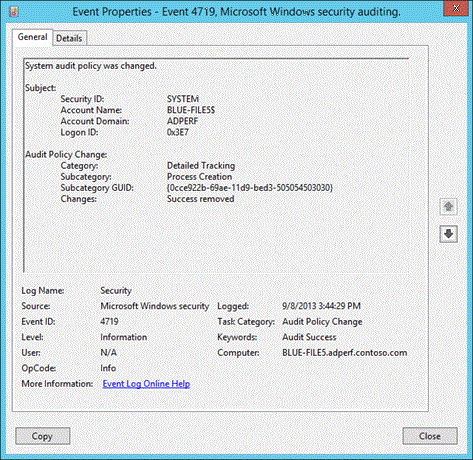 Event Properties - Event 4719, Microsoft Windows security auditing.
General Details
System audit policy was changed.
Subject:
Security ID: SYSTEM
Account Name: BLUE-FILES$
Account Domain: ADPERF
Logon ID: 0x3E7
Audit Policy Change:
Category: Detailed Tracking
Subcategory: Process Creation
Subcategory GUID: {0cce922b-69ae-11d9-bed3-505054503030}
Changes: Success removed
Log Name: Security
Source: Microsoft Windows security Logged: 9/8/2013 3:44:29 PM
Event ID: 4719 Task Category: Audit Policy Change
Level: Information Keywords: Audit Success
User: N/A Computer: BLUE-FILES.adperf.contoso.com
OpCode: Info
More Information: Event Log Online Help
Copy Close